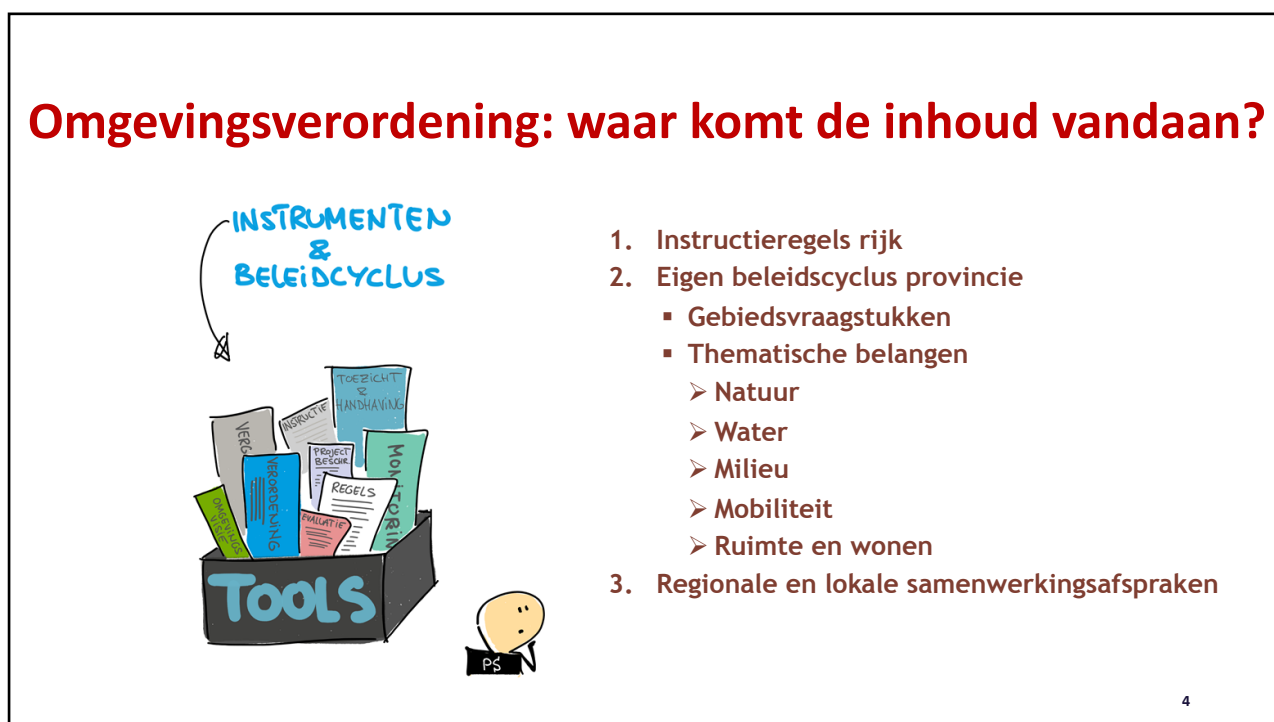 Omgevingsverordening: waar komt de inhoud vandaan?
INSTRUMENTEN
&
BELEIDCYCLUS
TOEZICHT
&
HANDHAVING
INSTRUCTIE
VERG
PROJECT
BESCHR
MONITORIN
VERORDENING
REGELS
OMGEVINGS
VISIE
EVALUATIE
TOOLS
PS
1. Instructieregels rijk
2. Eigen beleidscyclus provincie
▪ Gebiedsvraagstukken
▪ Thematische belangen
➢ Natuur
➢ Water
➢ Milieu
➢ Mobiliteit
➢ Ruimte en wonen
3. Regionale en lokale samenwerkingsafspraken
4